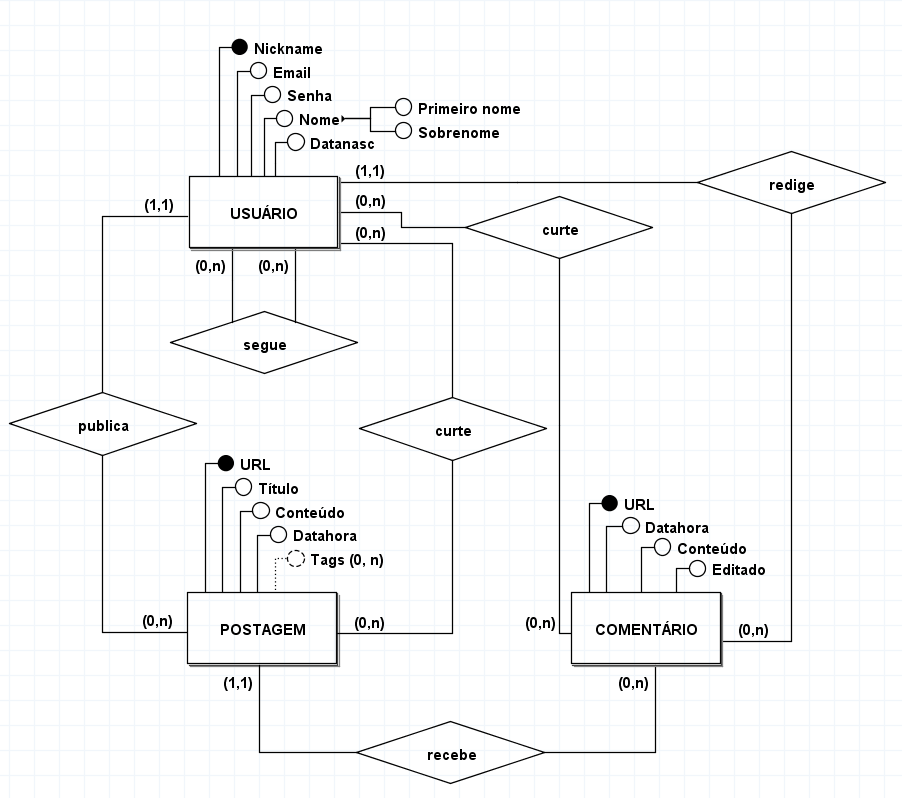 Nickname
Email
Senha
Nome
Primeiro nome
Sobrenome
Datanasc
(1,1)
redige
(1,1)
(0,n)
USUÁRIO
curte
(0,n)
(0,n)
(0,n)
segue
publica
curte
URL
Título
Conteúdo
Datahora
Tags (0, n)
URL
Datahora
Conteúdo
Editado
(0,n)
POSTAGEM
(0,n)
(0,n)
COMENTÁRIO
(0,n)
(1,1)
(0,n)
recebe